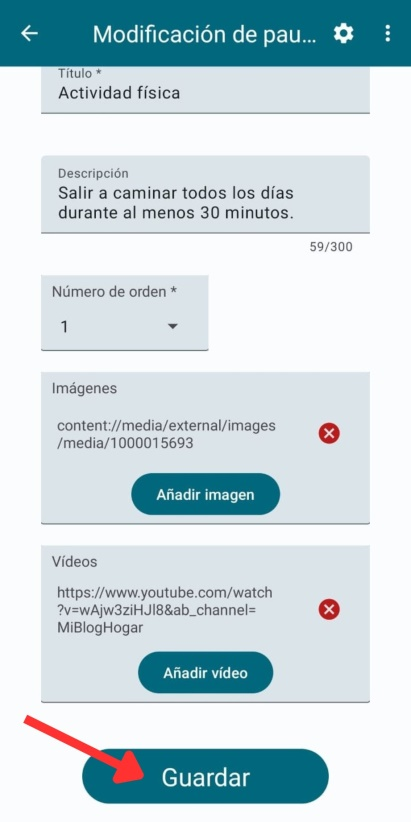 Modificación de pau...
Título *
Actividad física
Descripción
Salir a caminar todos los días
durante al menos 30 minutos.
59/300
Número de orden *
1
Imágenes
content://media/external/images
/media/1000015693
Añadir imagen
Vídeos
https://www.youtube.com/watch
?v=wAjw3ziHJl8&ab_channel=
MiBlogHogar
Añadir vídeo
Guardar